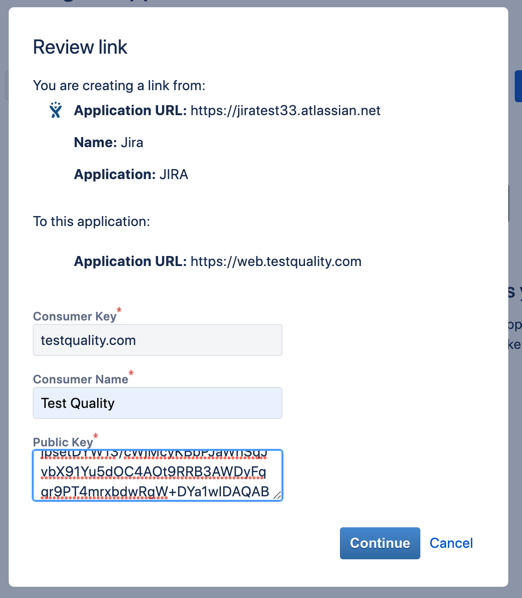 Review link
You are creating a link from:
Application URL: https://jiratest33.atlassian.net
Name: Jira
Application: JIRA
To this application:
Application URL: https://web.testquality.com
Consumer Key*
testquality.com
Consumer Name*
Test Quality
Public Key*
vbX91Yu5dOC4AOt9RRB3AWDvFq
gr9PT4mrxbdwRgW+DYa1wIDAQAB
Continue Cancel